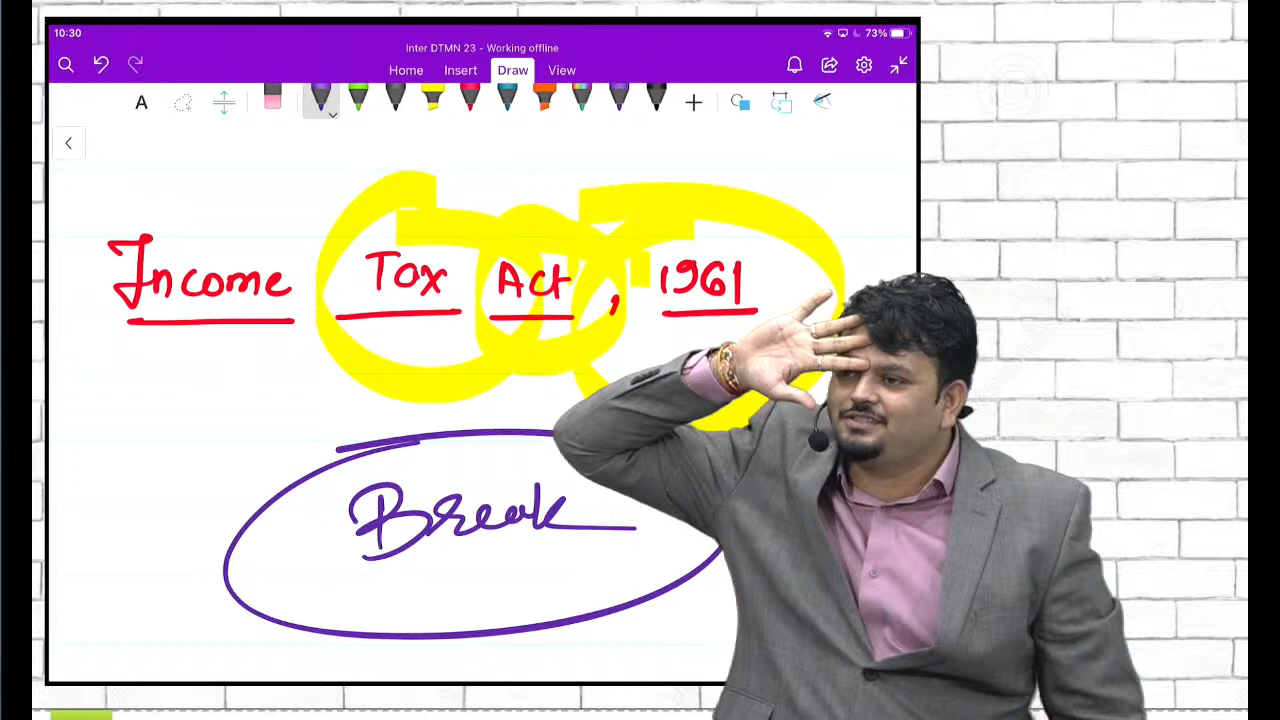 10:30
73%
Inter DTMN 23 - Working offline
Home Insert Draw View
A
Income Tax Act, 1961
Break